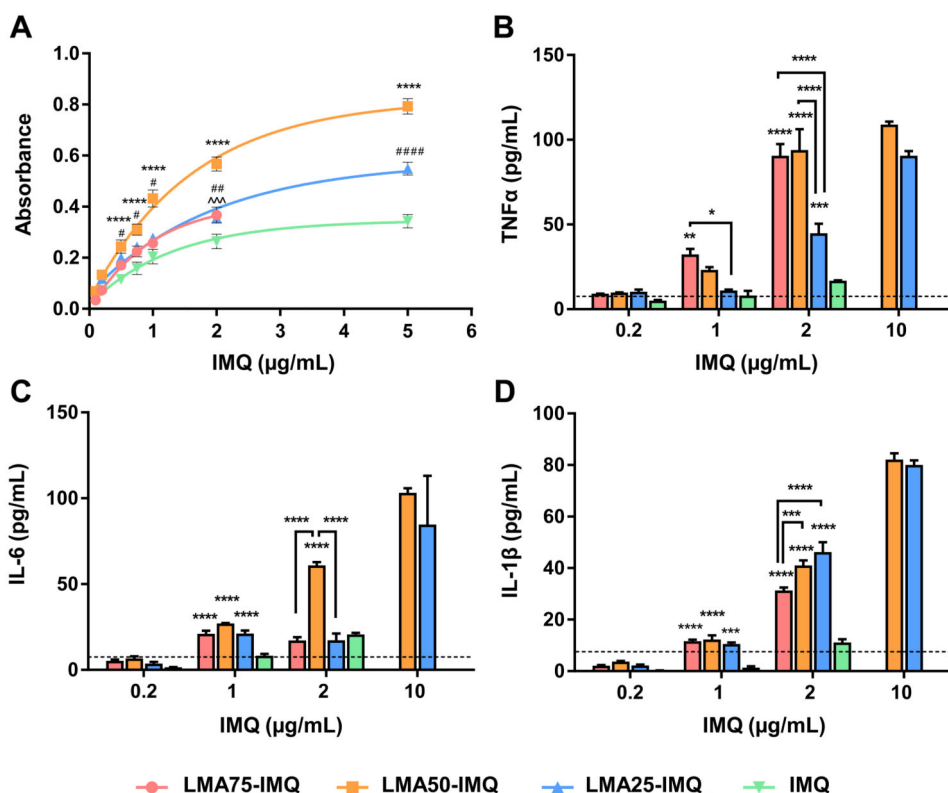 A
Absorbance
1.0
0.8
0.6
0.4
0.2
0.0
****
****
****
#
****
#
****
#
##
^^^
####
0 1 2 3 4 5 6
IMQ (µg/mL)
B
TNFα (pg/mL)
150
100
50
0
**
*
****
****
****
****
***
0.2 1 2 10
IMQ (µg/mL)
C
IL-6 (pg/mL)
150
100
50
0
**** **** ****
**** ****
****
0.2 1 2 10
IMQ (µg/mL)
D
IL-1β (pg/mL)
100
80
60
40
20
0
**** **** ***
****
***
**** **** ****
0.2 1 2 10
IMQ (µg/mL)
LMA75-IMQ LMA50-IMQ LMA25-IMQ IMQ